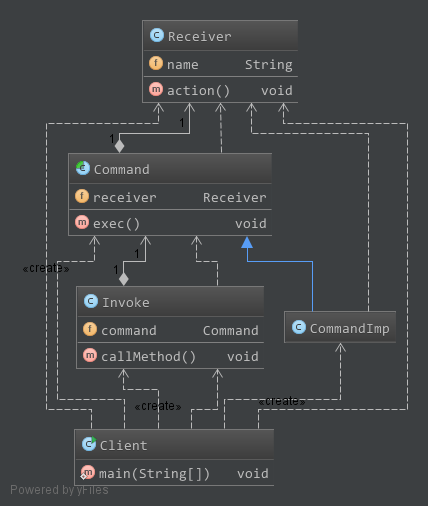 Receiver
name String
action() void
1
1
Command
receiver Receiver
exec() void
«create»
1
1
Invoke
command Command
callMethod() void
CommandImp
«create»
«create»
Client
main(String[]) void
Powered by yFiles